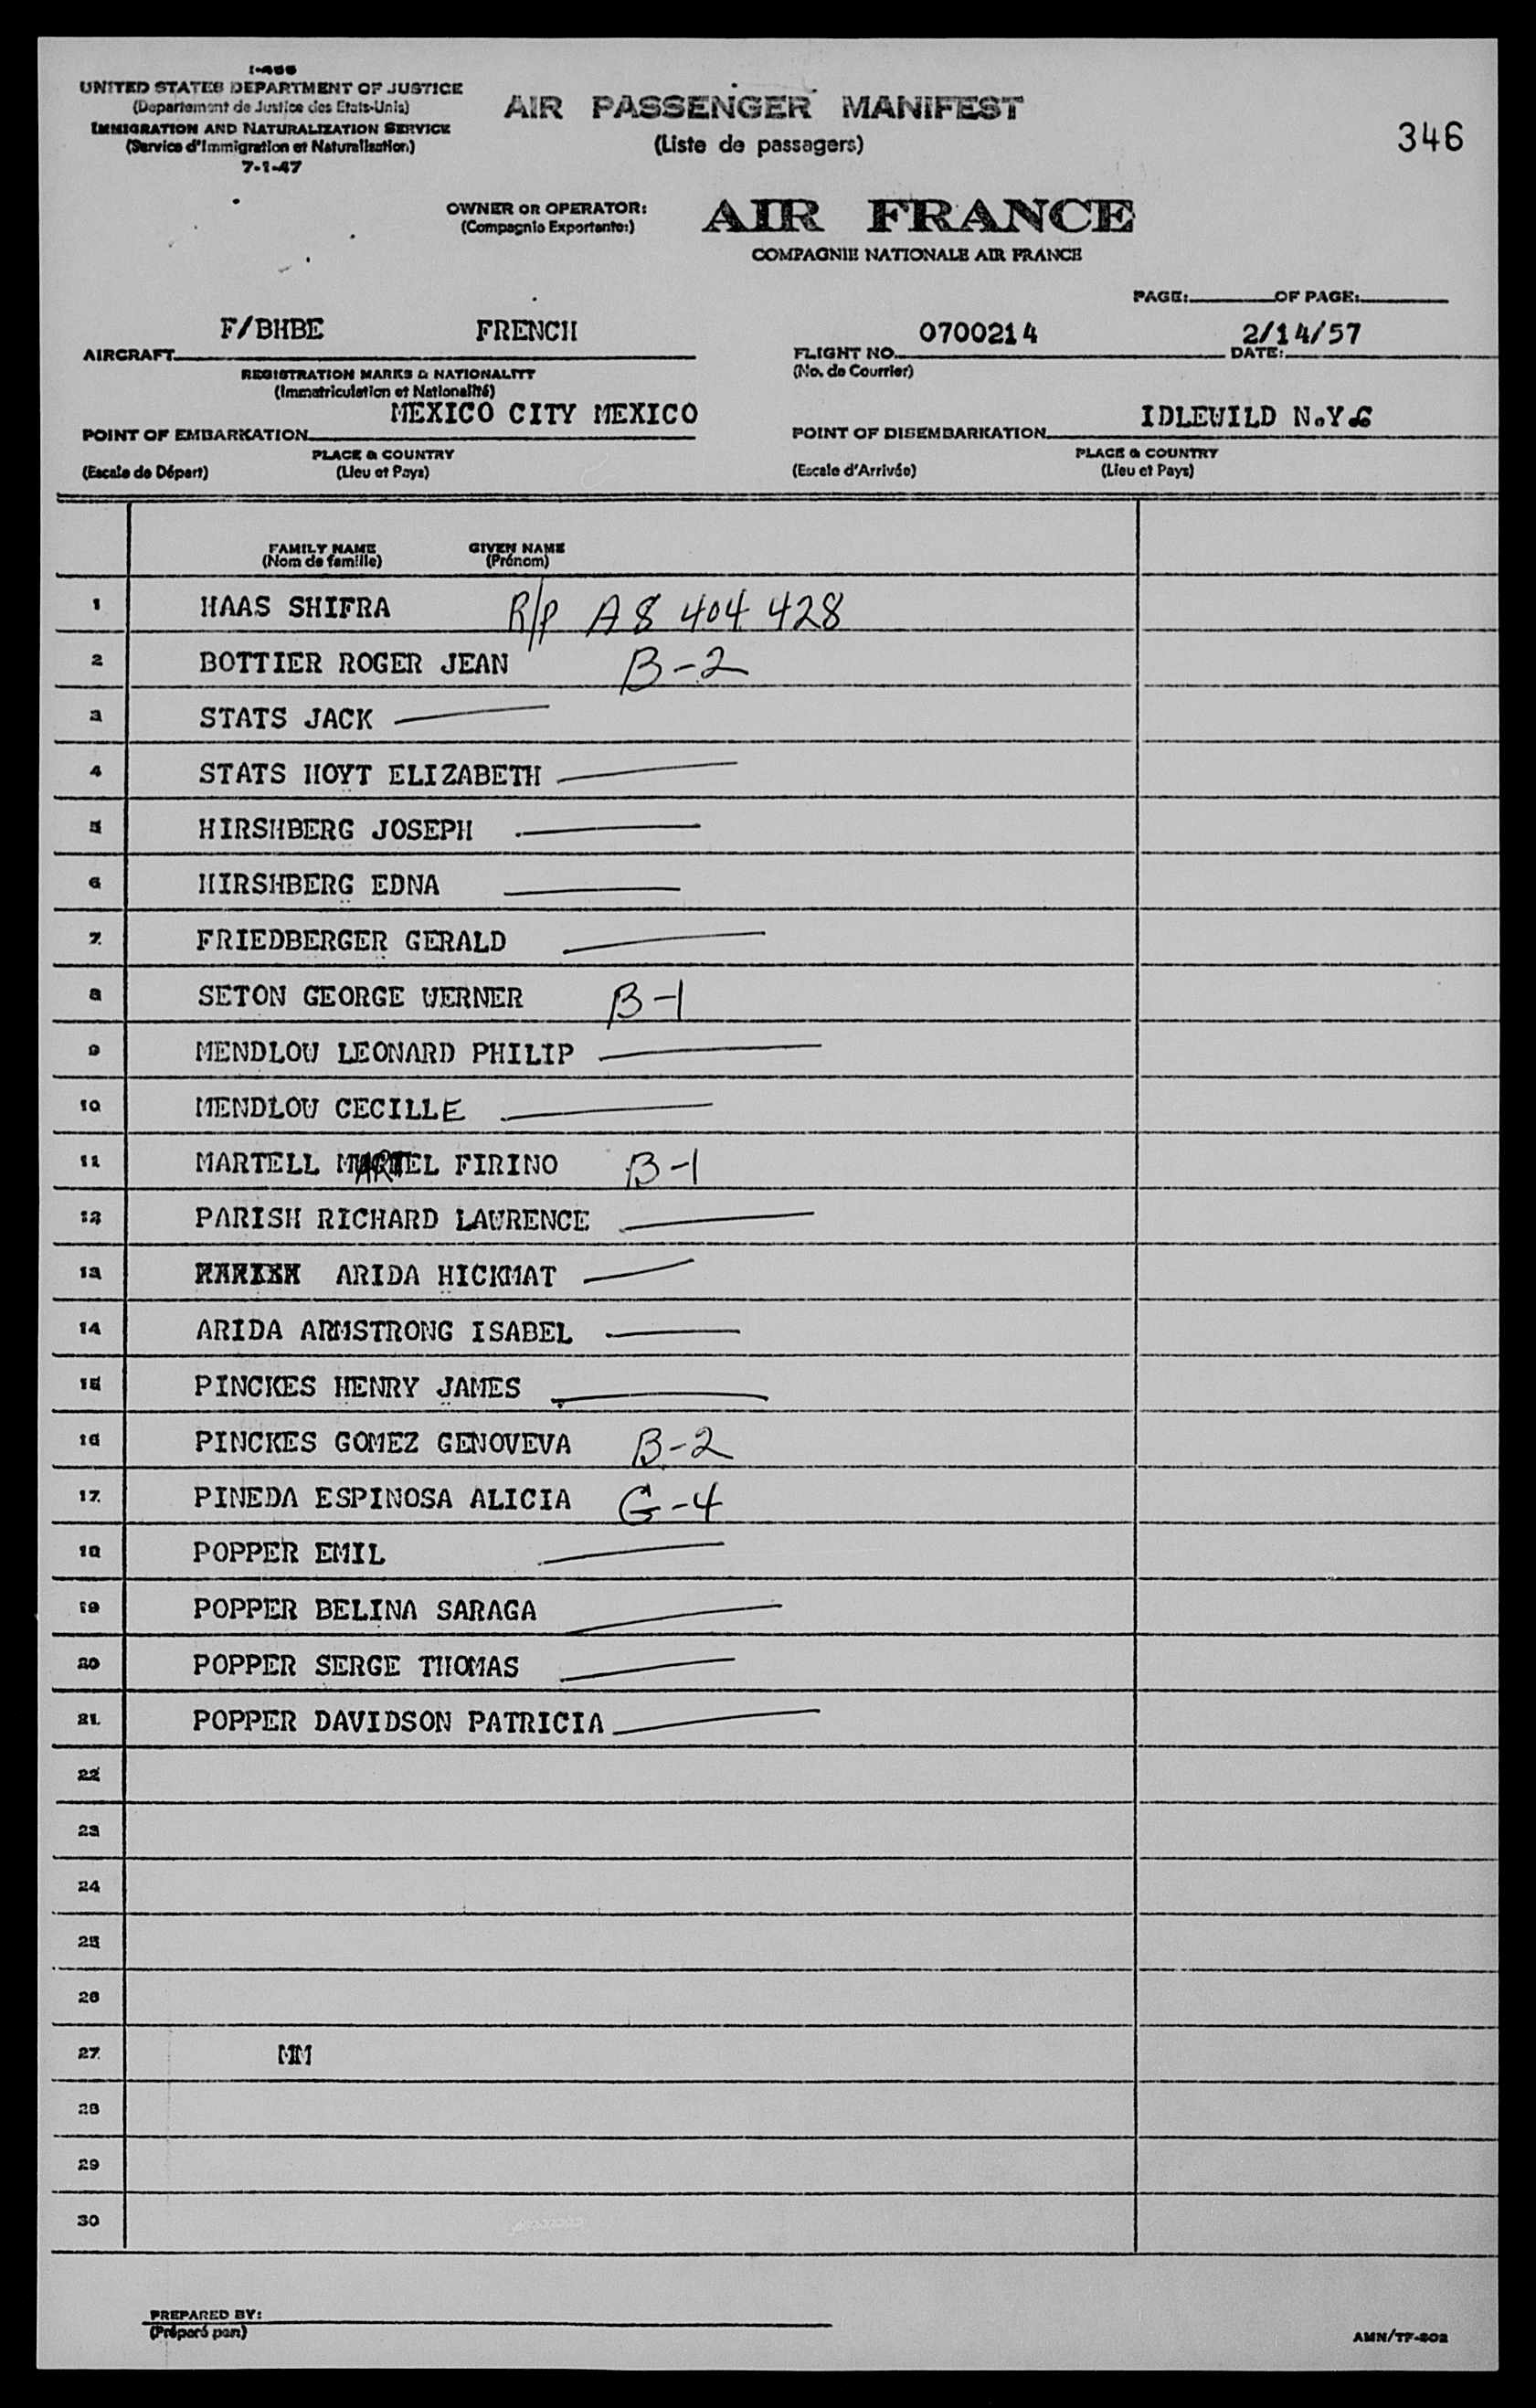 I-466
UNITED STATES DEPARTMENT OF JUSTICE
(Departement de Justice des Etats-Unis)
IMMIGRATION AND NATURALIZATION SERVICE
(Service d'Immigration et Naturalisation)
7-1-47
AIR PASSENGER MANIFEST
(Liste de passagers)
346
OWNER OR OPERATOR: AIR FRANCE
(Compagnie Exportante:)
COMPAGNIE NATIONALE AIR FRANCE
PAGE: OF PAGE:
AIRCRAFT F/BHBE FRENCH
REGISTRATION MARKS & NATIONALITY
(Immatriculation et Nationalité)
FLIGHT NO. 0700214 DATE: 2/14/57
(No. de Courrier)
POINT OF EMBARKATION MEXICO CITY MEXICO
PLACE & COUNTRY
(Escale de Départ) (Lieu et Pays)
POINT OF DISEMBARKATION IDLEWILD N.Y.
PLACE & COUNTRY
(Escale d'Arrivée) (Lieu et Pays)
FAMILY NAME GIVEN NAME
(Nom de famille) (Prénom)
1 HAAS SHIFRA R/P A8 404 428
2 BOTTIER ROGER JEAN B-2
3 STATS JACK
4 STATS HOYT ELIZABETH
5 HIRSHBERG JOSEPH
6 HIRSHBERG EDNA
7 FRIEDBERGER GERALD
8 SETON GEORGE WERNER B-1
9 MENDLOW LEONARD PHILIP
10 MENDLOW CECILLE
11 MARTELL MARTEL FIRINO B-1
12 PARISH RICHARD LAWRENCE
13 ARIDA HICKMAT
14 ARIDA ARMSTRONG ISABEL
15 PINCKES HENRY JAMES
16 PINCKES GOMEZ GENOVEVA B-2
17 PINEDA ESPINOSA ALICIA G-4
18 POPPER EMIL
19 POPPER BELINA SARAGA
20 POPPER SERGE THOMAS
21 POPPER DAVIDSON PATRICIA
22
23
24
25
26
27 MM
28
29
30
PREPARED BY:
(Préparé par)
AMN/TF-202